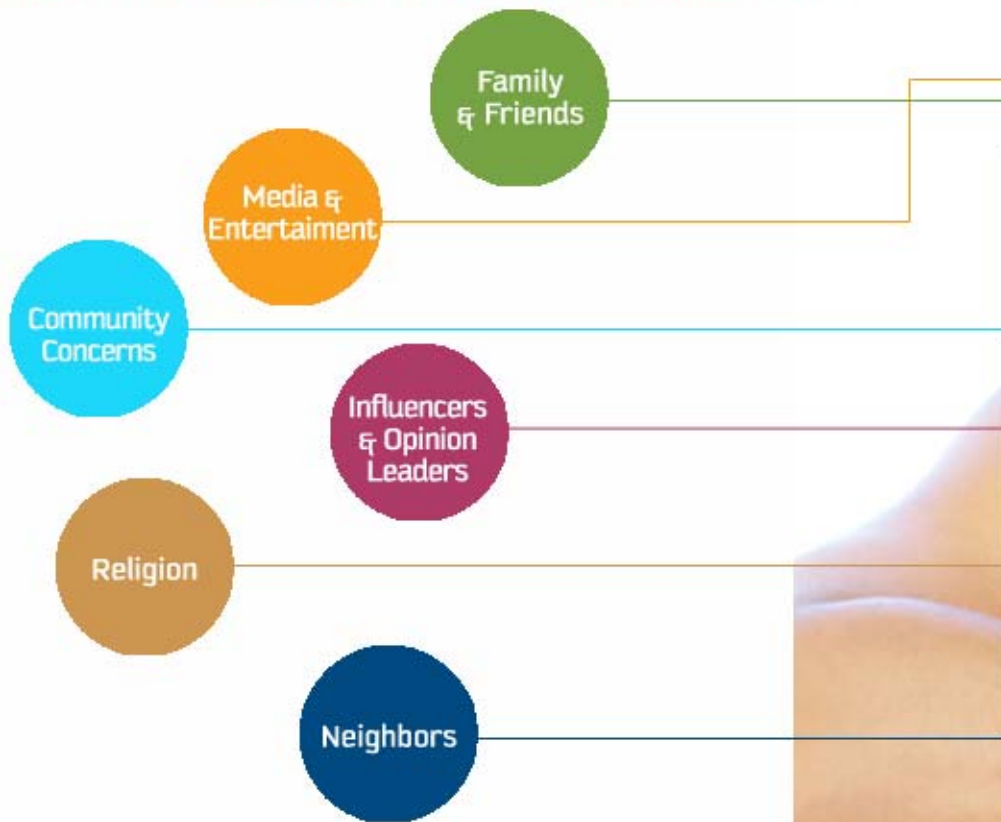 Family
& Friends
Media &
Entertaiment
Community
Concerns
Influencers
& Opinion
Leaders
Religion
Neighbors